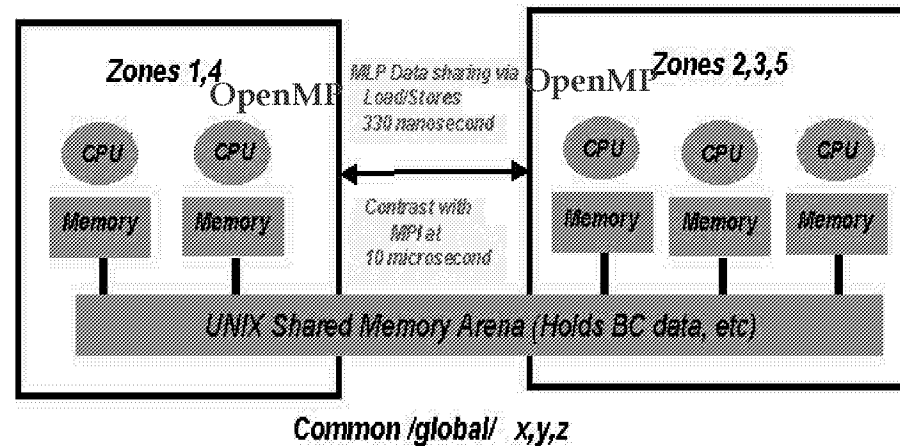 Zones 1,4
OpenMP
MLP Data sharing via
Load/Stores
330 nanosecond
OpenMP
Zones 2,3,5
CPU
CPU
CPU
CPU
CPU
Memory
Memory
Memory
Memory
Memory
Contrast with
MPI at
10 microsecond
UNIX Shared Memory Arena (Holds BC data, etc)
Common /global/ x,y,z